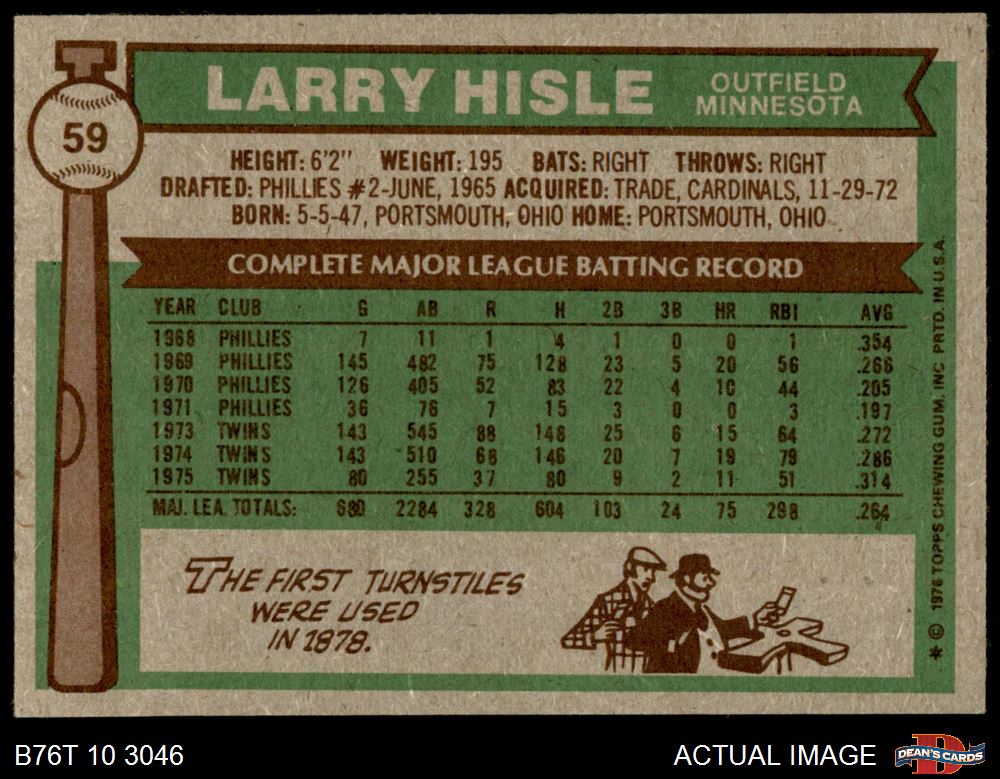 59
LARRY HISLE OUTFIELD
MINNESOTA
HEIGHT: 6'2" WEIGHT: 195 BATS: RIGHT THROWS: RIGHT
DRAFTED: PHILLIES #2-JUNE, 1965 ACQUIRED: TRADE, CARDINALS, 11-29-72
BORN: 5-5-47, PORTSMOUTH, OHIO HOME: PORTSMOUTH, OHIO
COMPLETE MAJOR LEAGUE BATTING RECORD
YEAR CLUB G AB R H 2B 3B HR RBI AVG
1968 PHILLIES 7 11 1 4 1 0 0 1 .354
1969 PHILLIES 145 482 75 128 23 5 20 56 .266
1970 PHILLIES 126 405 52 83 22 4 10 44 .205
1971 PHILLIES 36 76 7 15 3 0 0 3 .197
1973 TWINS 143 545 88 148 25 6 15 64 .272
1974 TWINS 143 510 68 146 20 7 19 79 .286
1975 TWINS 80 255 37 80 9 2 11 51 .314
MAJ. LEA. TOTALS: 680 2284 328 604 103 24 75 298 .264
THE FIRST TURNSTILES
WERE USED
IN 1878.
* © 1976 TOPPS CHEWING GUM, INC PRTD. IN U.S.A.
B76T 10 3046 ACTUAL IMAGE DEAN'S CARDS